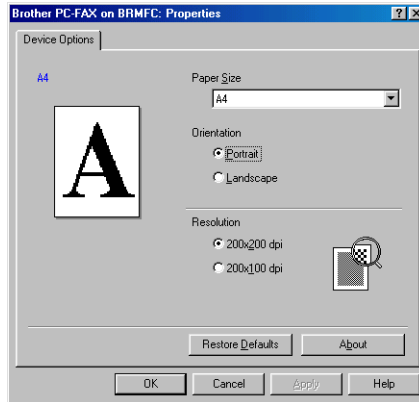 Brother PC-FAX on BRMFC: Properties
Device Options
A4
Paper Size
A4
Orientation
Portrait
Landscape
Resolution
200x200 dpi
200x100 dpi
Restore Defaults
About
OK
Cancel
Apply
Help